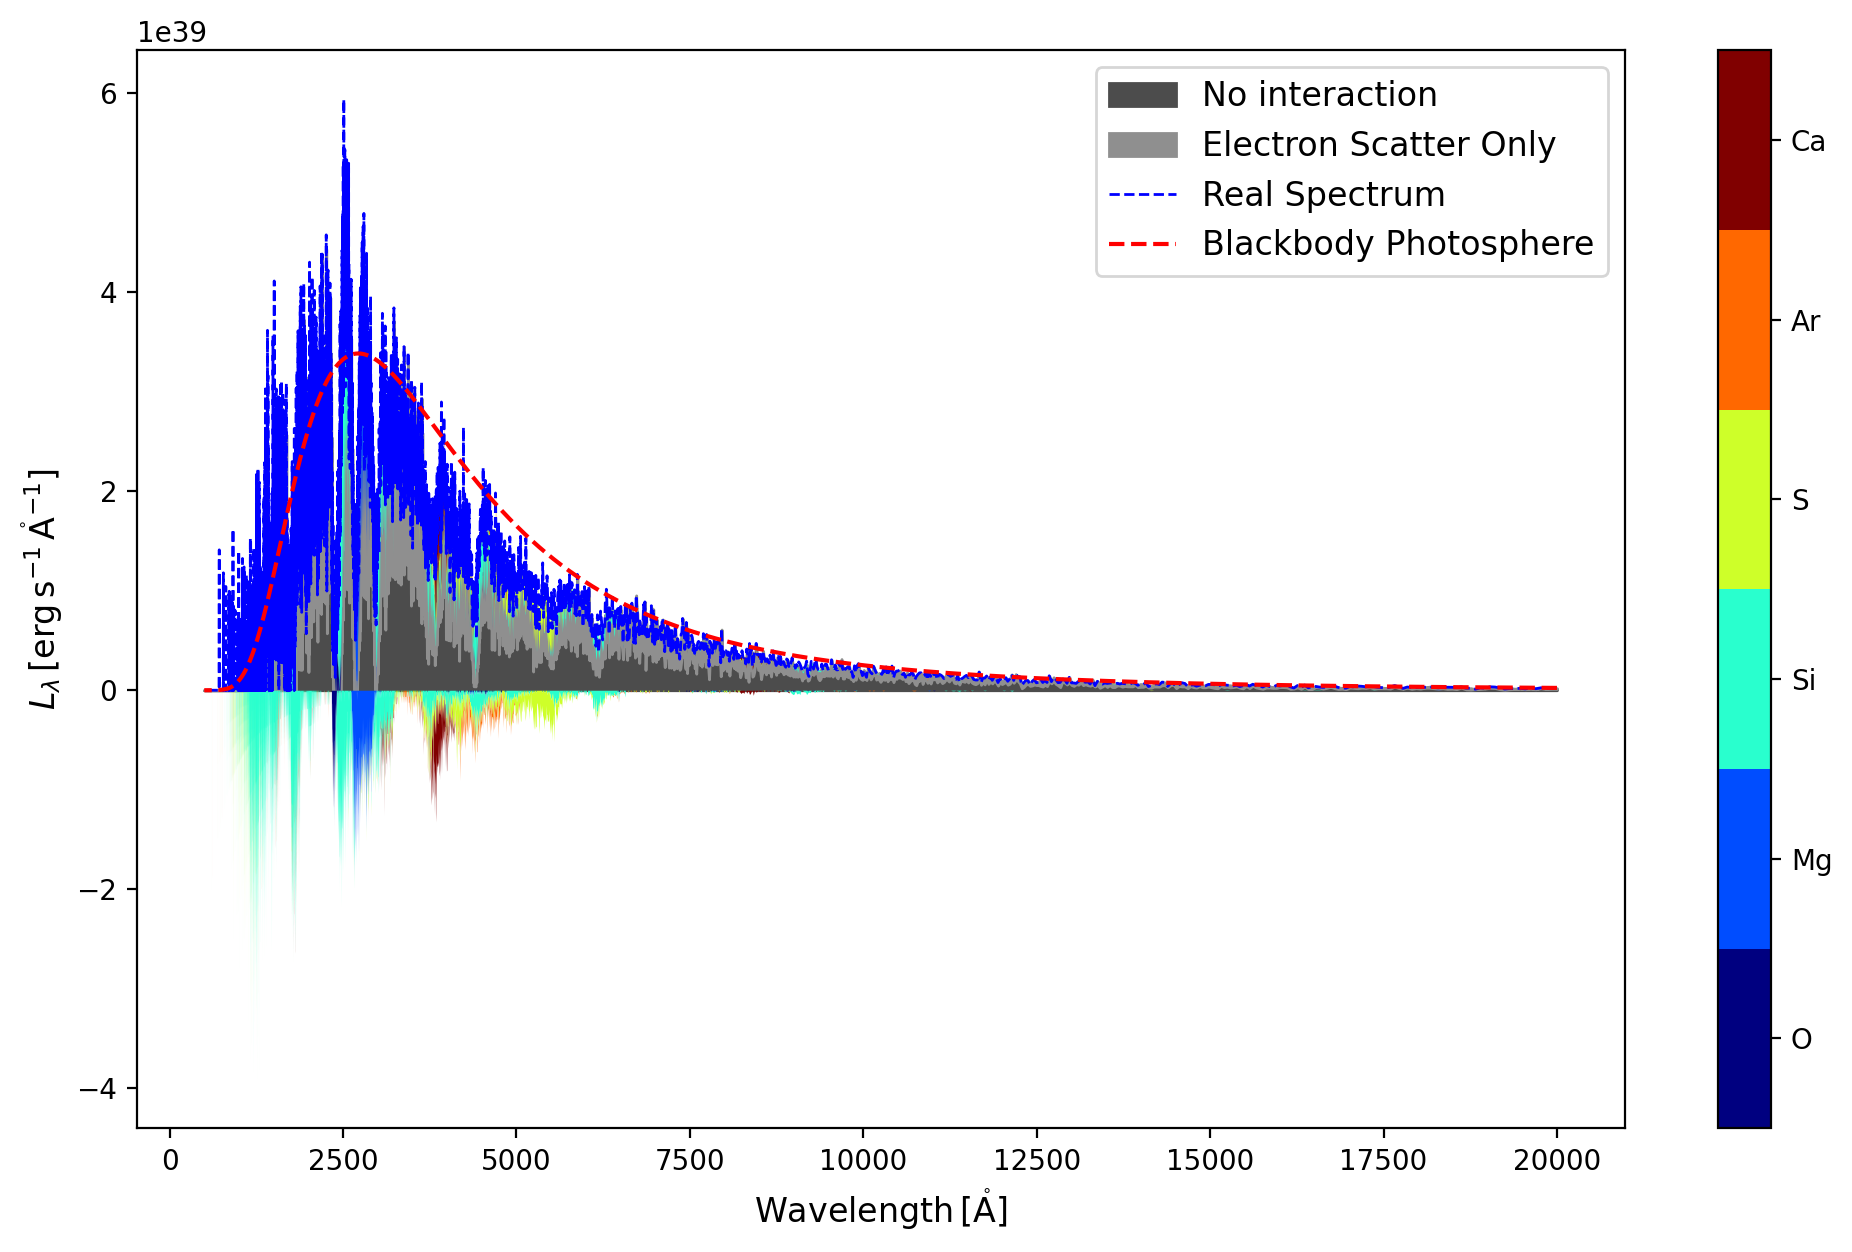 1e39
6
4
2
0
−2
−4
L_λ [erg s⁻¹ Å⁻¹]
No interaction
Electron Scatter Only
Real Spectrum
Blackbody Photosphere
0 2500 5000 7500 10000 12500 15000 17500 20000
Wavelength [Å]
Ca
Ar
S
Si
Mg
O